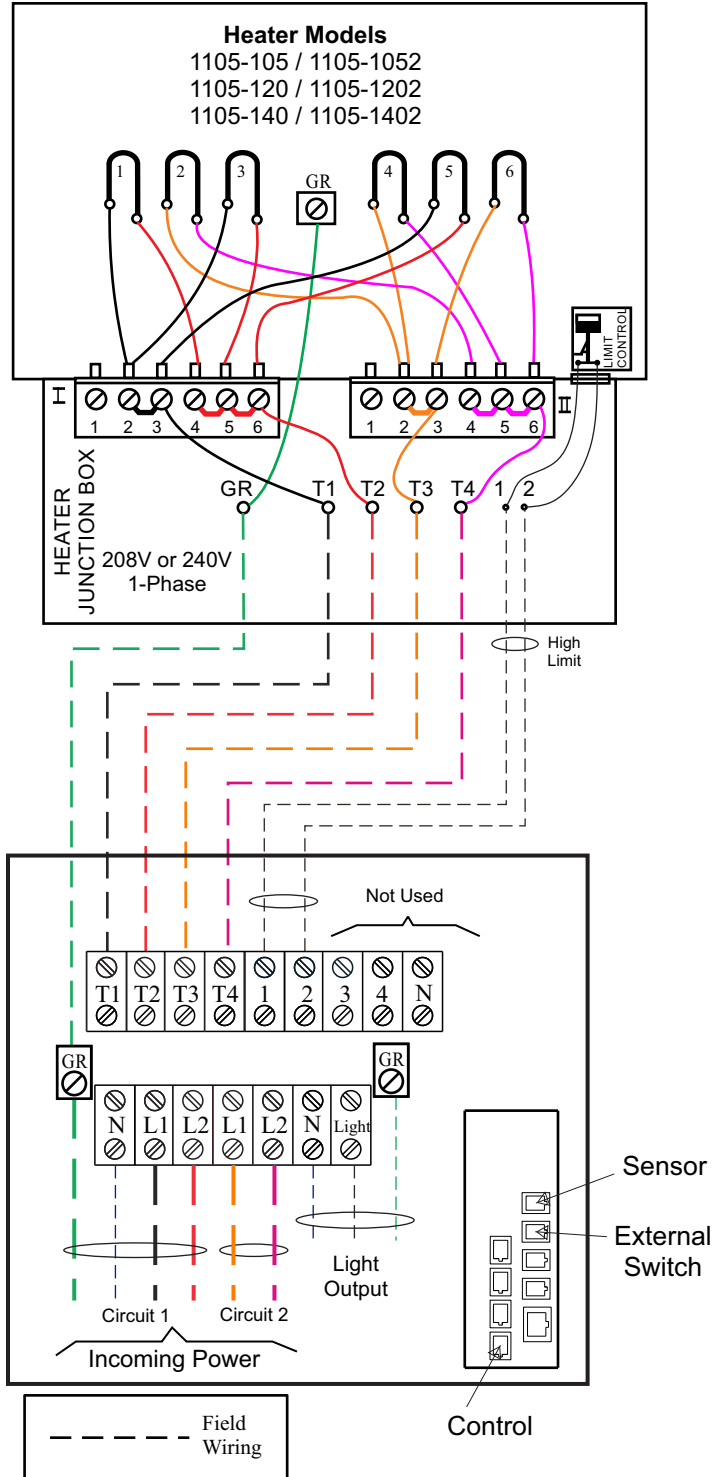 Heater Models
1105-105 / 1105-1052
1105-120 / 1105-1202
1105-140 / 1105-1402
1 2 3 GR 4 5 6
LIMIT
CONTROL
I
1 2 3 4 5 6
II
1 2 3 4 5 6
HEATER
JUNCTION BOX
GR T1 T2 T3 T4 1 2
208V or 240V
1-Phase
High
Limit
Not Used
T1 T2 T3 T4 1 2 3 4 N
GR
GR
N L1 L2 L1 L2 N Light
Sensor
External
Switch
Light
Output
Circuit 1
Circuit 2
Incoming Power
Control
Field
Wiring